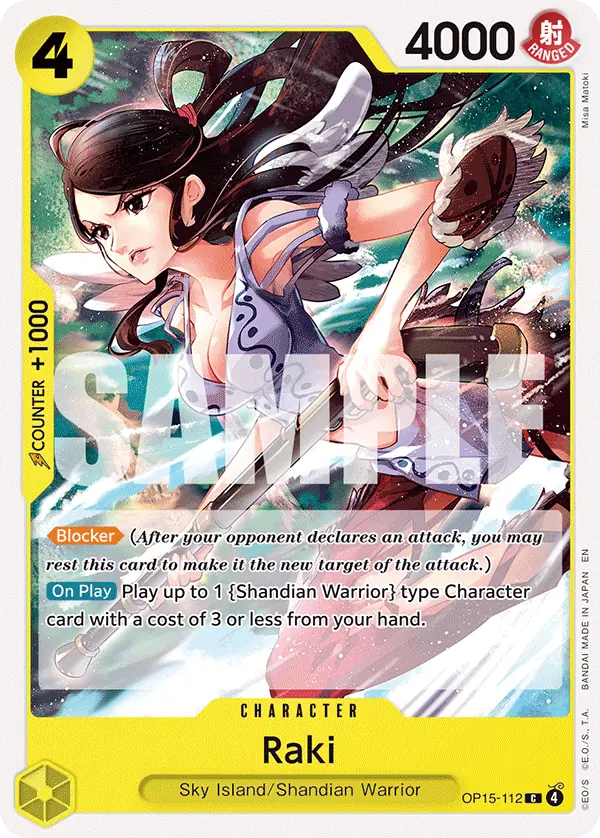 4
4000
射
RANGED
Misa Matoki
COUNTER +1000
SAMPLE
Blocker (After your opponent declares an attack, you may
rest this card to make it the new target of the attack.)
On Play Play up to 1 {Shandian Warrior} type Character
card with a cost of 3 or less from your hand.
CHARACTER
Raki
Sky Island/Shandian Warrior
OP15-112 C 4
©EO/S ©E.O./S., T.A. BANDAI MADE IN JAPAN EN